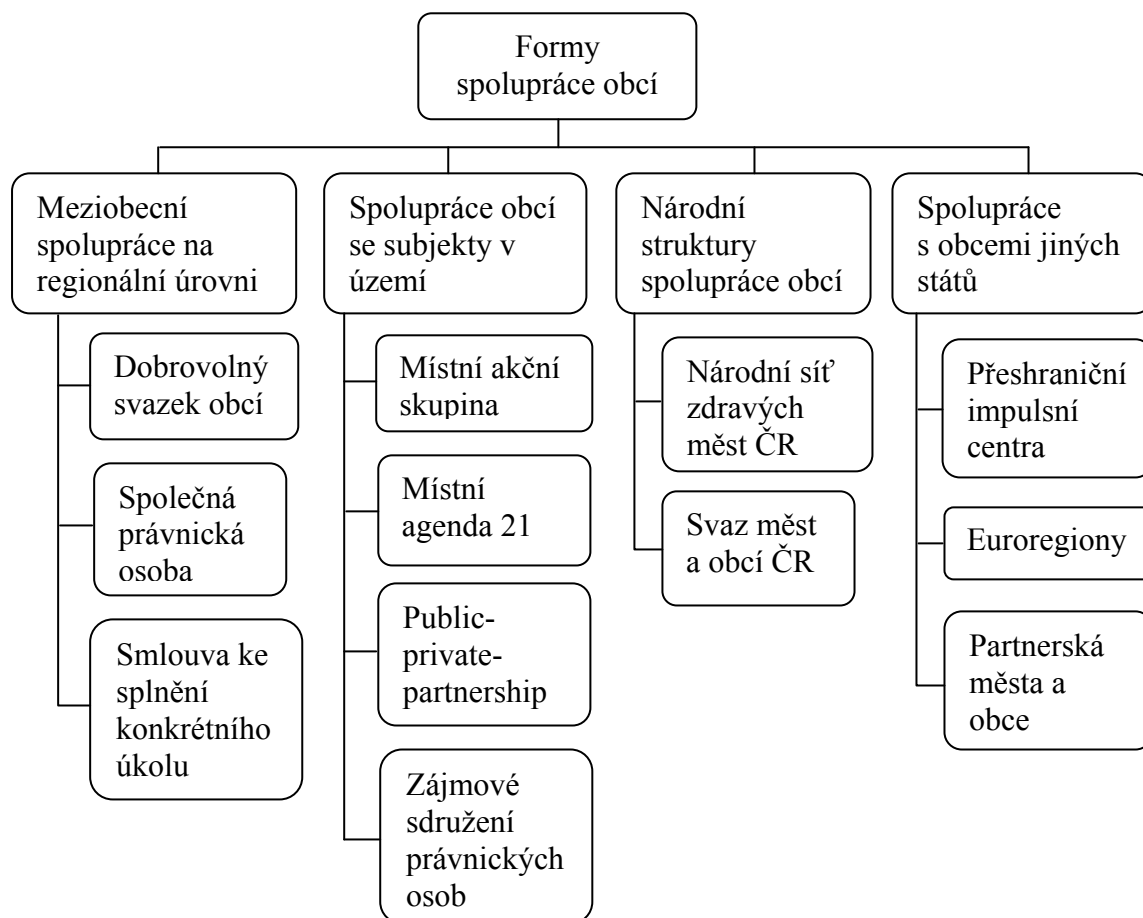 Formy
spolupráce obcí
Meziobecní
spolupráce na
regionální úrovni
Dobrovolný
svazek obcí
Společná
právnická
osoba
Smlouva ke
splnění
konkrétního
úkolu
Spolupráce obcí
se subjekty v
území
Místní akční
skupina
Místní
agenda 21
Public-
private-
partnership
Zájmové
sdružení
právnických
osob
Národní
struktury
spolupráce obcí
Národní síť
zdravých
měst ČR
Svaz měst
a obcí ČR
Spolupráce
s obcemi jiných
států
Přeshraniční
impulsní
centra
Euroregiony
Partnerská
města a
obce